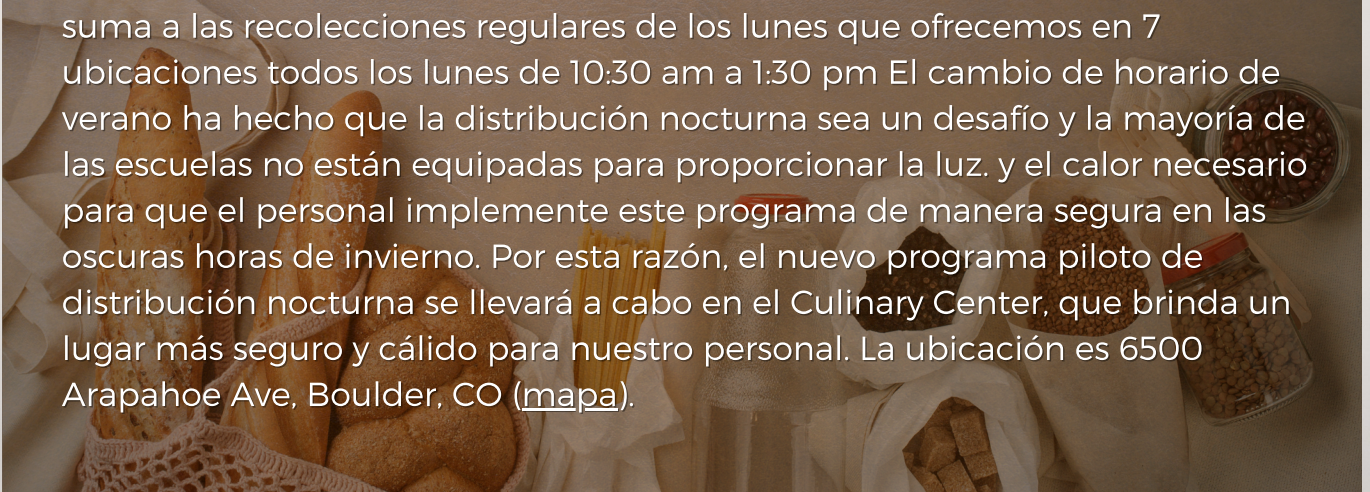 suma a las recolecciones regulares de los lunes que ofrecemos en 7
ubicaciones todos los lunes de 10:30 am a 1:30 pm El cambio de horario de
verano ha hecho que la distribución nocturna sea un desafío y la mayoría de
las escuelas no están equipadas para proporcionar la luz. y el calor necesario
para que el personal implemente este programa de manera segura en las
oscuras horas de invierno. Por esta razón, el nuevo programa piloto de
distribución nocturna se llevará a cabo en el Culinary Center, que brinda un
lugar más seguro y cálido para nuestro personal. La ubicación es 6500
Arapahoe Ave, Boulder, CO (mapa).